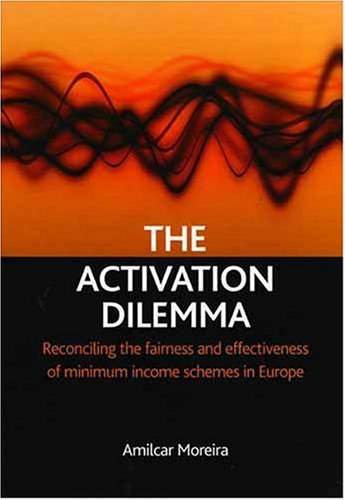 THE
ACTIVATION
DILEMMA
Reconciling the fairness and effectiveness
of minimum income schemes in Europe
Amilcar Moreira